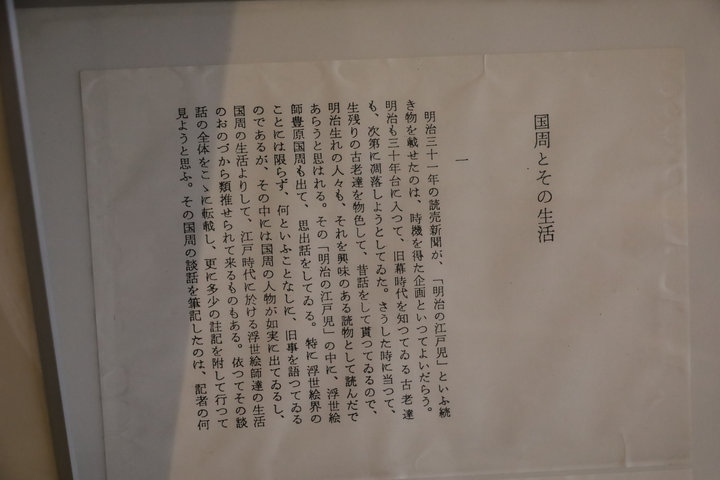 国周とその生活
一
明治三十一年の読売新聞が、「明治の江戸児」といふ続
き物を載せたのは、時機を得た企画といつてよいだらう。
明治も三十年台に入つて、旧幕時代を知つてゐる古老達
も、次第に凋落しようとしてゐた。さうした時に当つて、
生残りの古老達を物色して、昔話をして貰つてゐるので、
明治生れの人々も、それを興味のある読物として読んだで
あらうと思はれる。その「明治の江戸児」の中に、浮世絵
師豊原国周も出て、思出話をしてゐる。特に浮世絵界の
ことには限らず、何といふことなしに、旧事を語つてゐる
のであるが、その中には国周の人物が如実に出てゐるし、
国周の生活よりして、江戸時代に於ける浮世絵師達の生活
のおのづから類推せられて来るものもある。依つてその談
話の全体をこゝに転載し、更に多少の註記を附して行つて
見ようと思ふ。その国周の談話を筆記したのは、記者の何